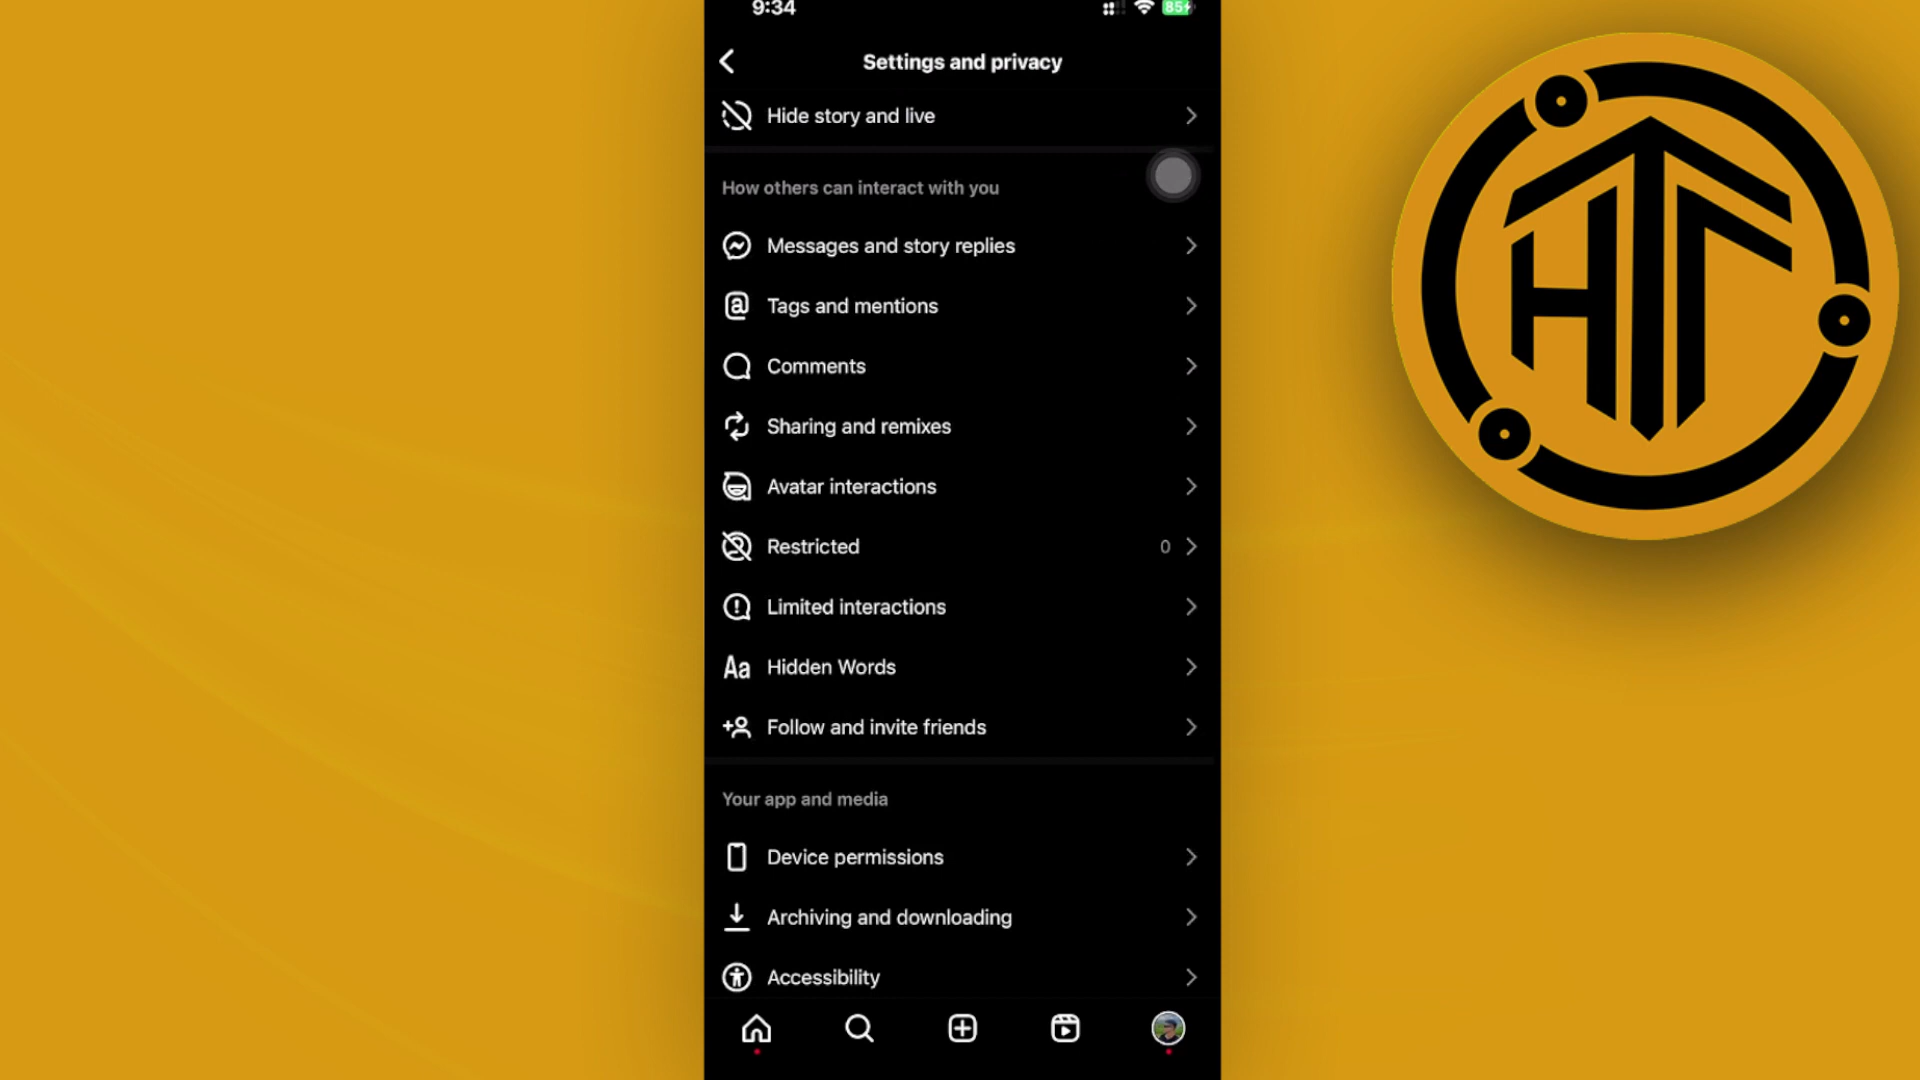 9:34
85
Settings and privacy
Hide story and live
How others can interact with you
Messages and story replies
Tags and mentions
Comments
Sharing and remixes
Avatar interactions
Restricted 0
Limited interactions
Aa Hidden Words
Follow and invite friends
Your app and media
Device permissions
Archiving and downloading
Accessibility
HT